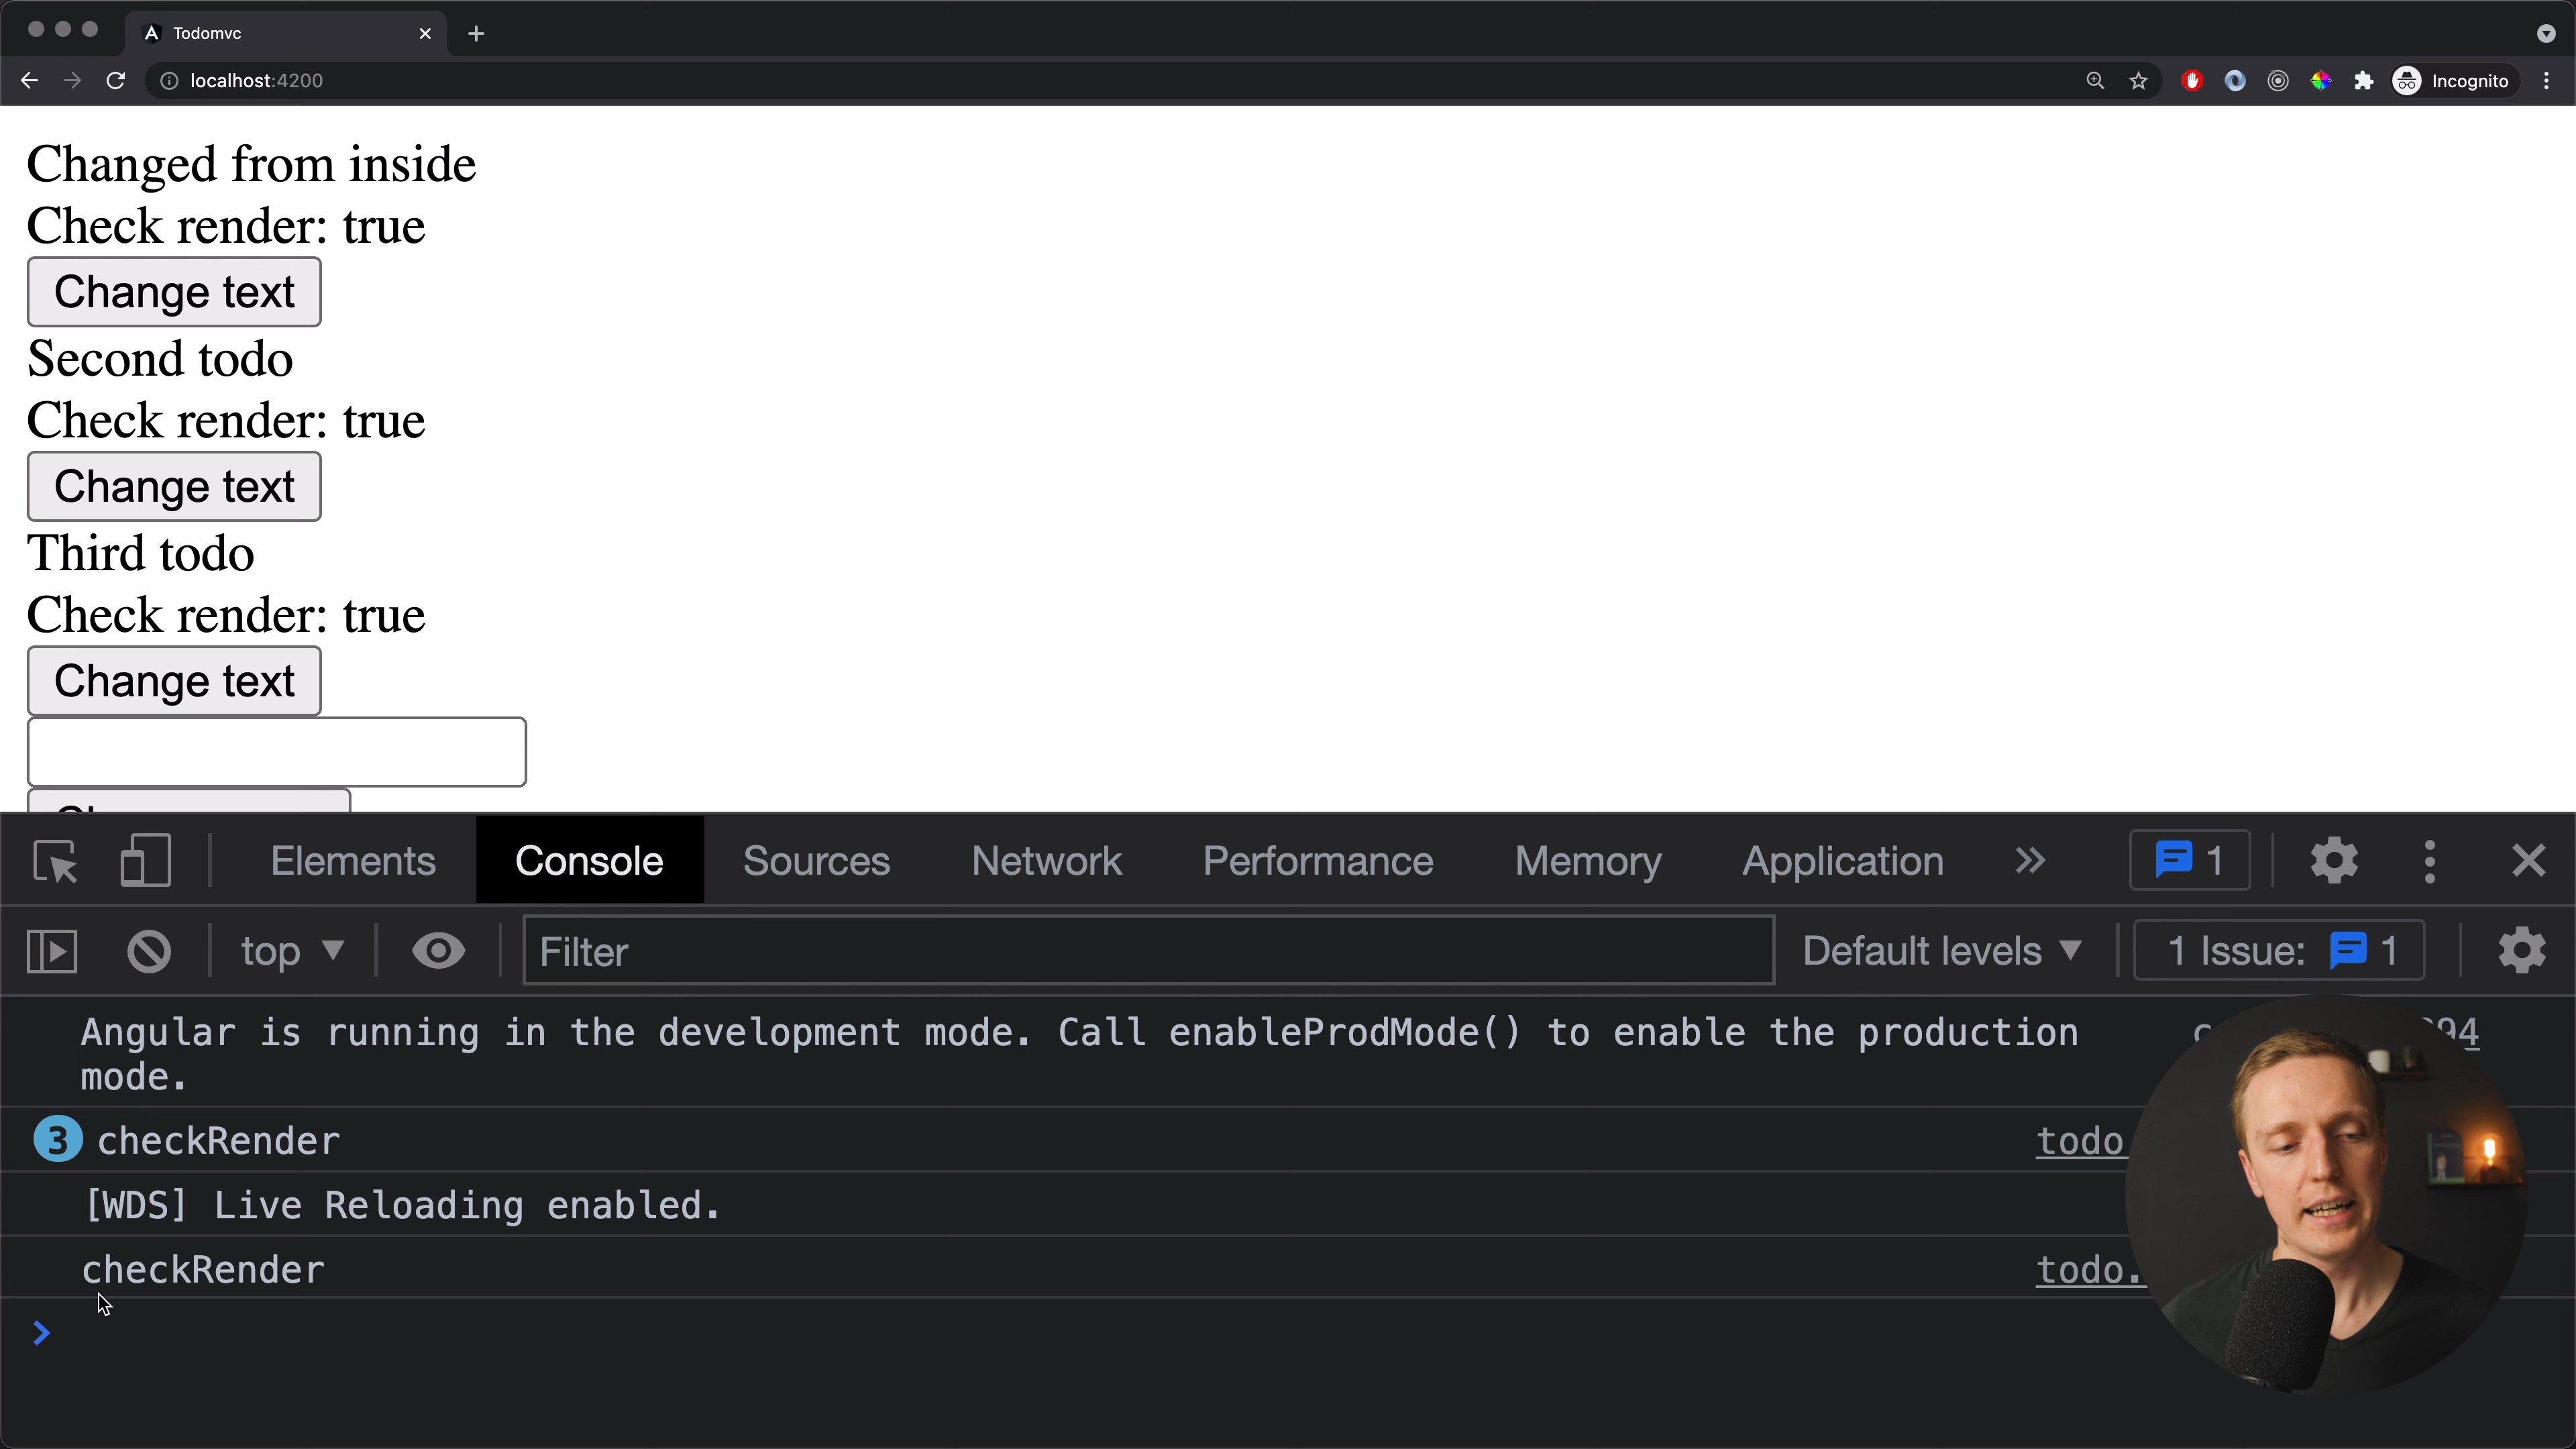 Todomvc
localhost:4200
Incognito
Changed from inside
Check render: true
Change text
Second todo
Check render: true
Change text
Third todo
Check render: true
Change text
Elements Console Sources Network Performance Memory Application 1
top Filter Default levels 1 Issue: 1
Angular is running in the development mode. Call enableProdMode() to enable the production
mode.
3 checkRender todo.
[WDS] Live Reloading enabled.
checkRender todo.